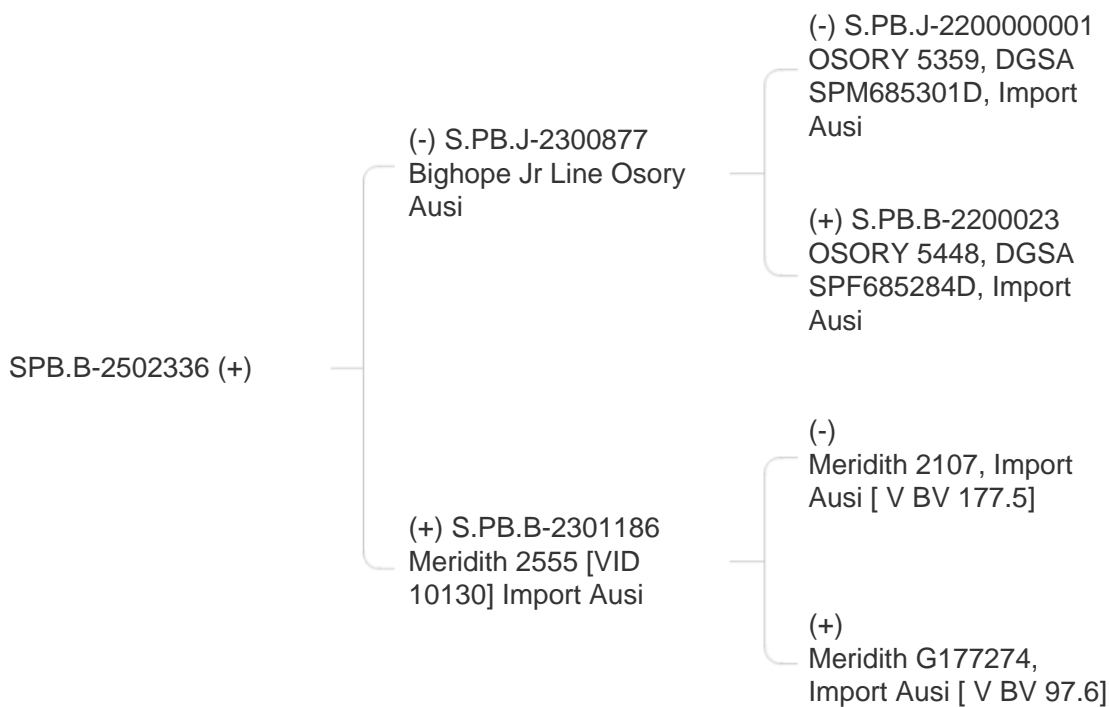 (-) S.PB.J-2200000001
OSORY 5359, DGSA
SPM685301D, Import
Ausi
(-) S.PB.J-2300877
Bighope Jr Line Osory
Ausi
(+) S.PB.B-2200023
OSORY 5448, DGSA
SPF685284D, Import
Ausi
SPB.B-2502336 (+)
(-)
Meridith 2107, Import
Ausi [ V BV 177.5]
(+) S.PB.B-2301186
Meridith 2555 [VID
10130] Import Ausi
(+)
Meridith G177274,
Import Ausi [ V BV 97.6]